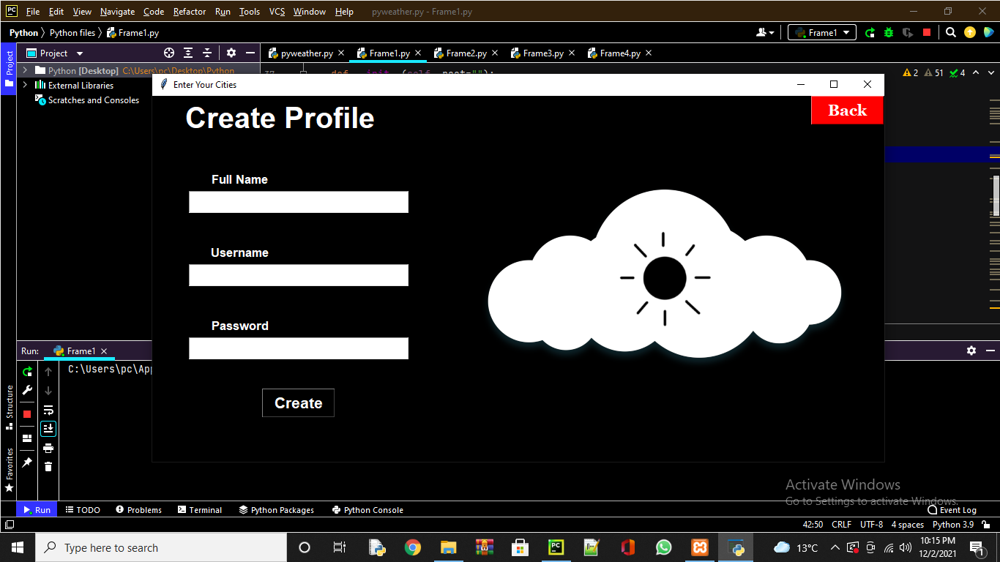 PC File Edit View Navigate Code Refactor Run Tools VCS Window Help pyweather.py - Frame1.py
Python Python files Frame1.py
Frame1
Project
Project
pyweather.py Frame1.py Frame2.py Frame3.py Frame4.py
Python [Desktop] C:\Users\pc\Desktop\Python
37
2 51 4
External Libraries
Scratches and Consoles
Enter Your Cities
Create Profile
Back
Full Name
Username
Password
Create
Run: Frame1
C:\Users\pc\App
Structure
Favorites
Activate Windows
Go to Settings to activate Windows.
Run TODO Problems Terminal Python Packages Python Console Event Log
42:50 CRLF UTF-8 4 spaces Python 3.9
Type here to search
PC
13°C
10:15 PM
12/2/2021
1